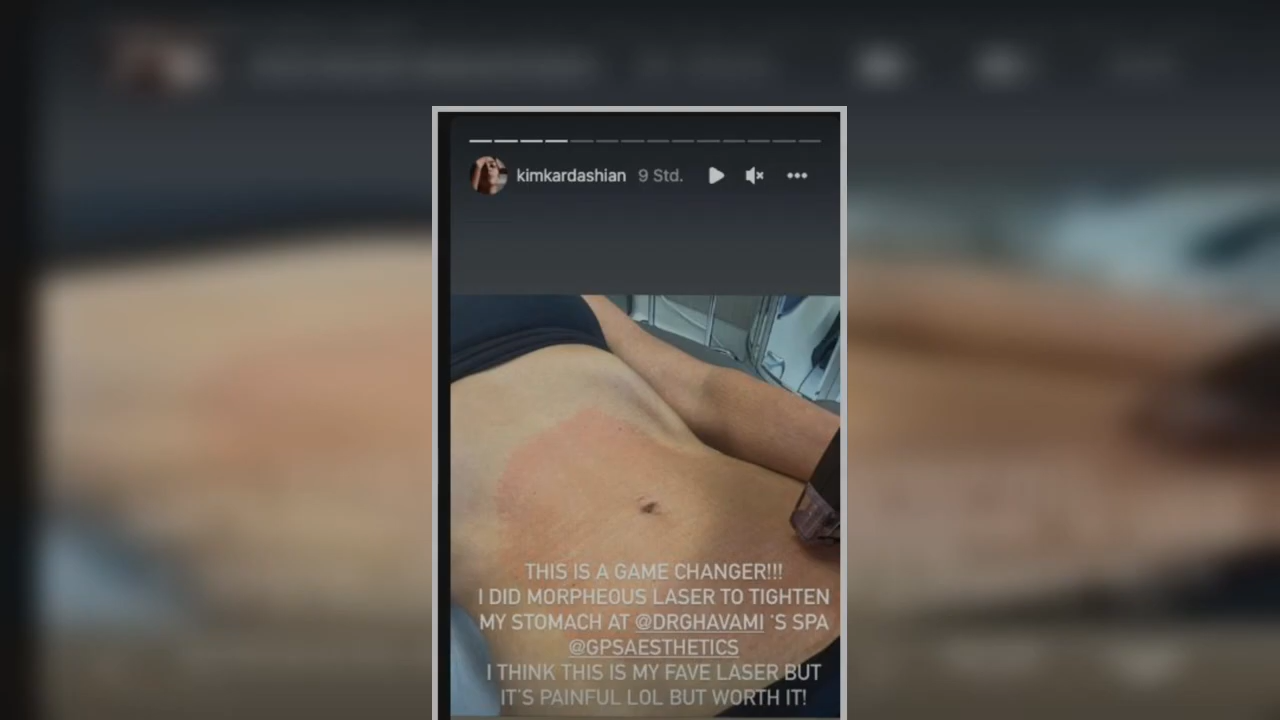 kimkardashian 9 Std.
THIS IS A GAME CHANGER!!!
I DID MORPHEOUS LASER TO TIGHTEN
MY STOMACH AT @DRGHAVAMI 'S SPA
@GPSAESTHETICS
I THINK THIS IS MY FAVE LASER BUT
IT'S PAINFUL LOL BUT WORTH IT!